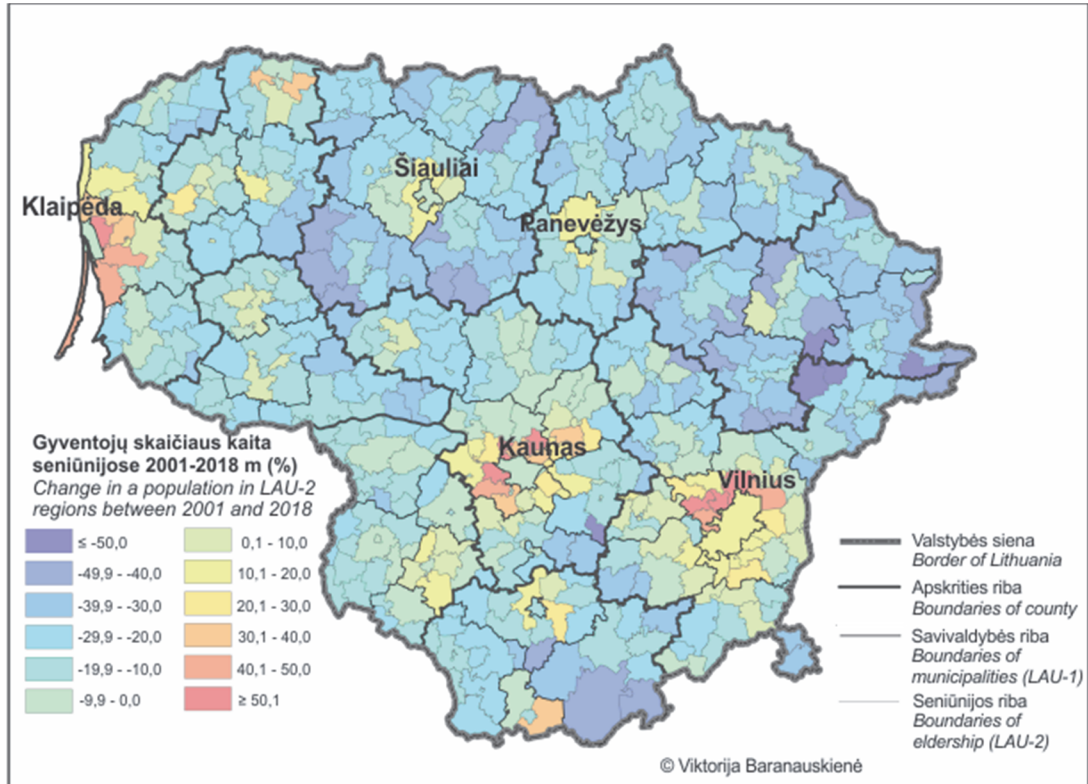 Šiauliai
Klaipėda
Panevėžys
Kaunas
Vilnius
Gyventojų skaičiaus kaita
seniūnijose 2001-2018 m (%)
Change in a population in LAU-2
regions between 2001 and 2018
≤ -50,0
-49,9 - -40,0
-39,9 - -30,0
-29,9 - -20,0
-19,9 - -10,0
-9,9 - 0,0
0,1 - 10,0
10,1 - 20,0
20,1 - 30,0
30,1 - 40,0
40,1 - 50,0
≥ 50,1
Valstybės siena
Border of Lithuania
Apskrities riba
Boundaries of county
Savivaldybės riba
Boundaries of
municipalities (LAU-1)
Seniūnijos riba
Boundaries of
eldership (LAU-2)
© Viktorija Baranauskienė